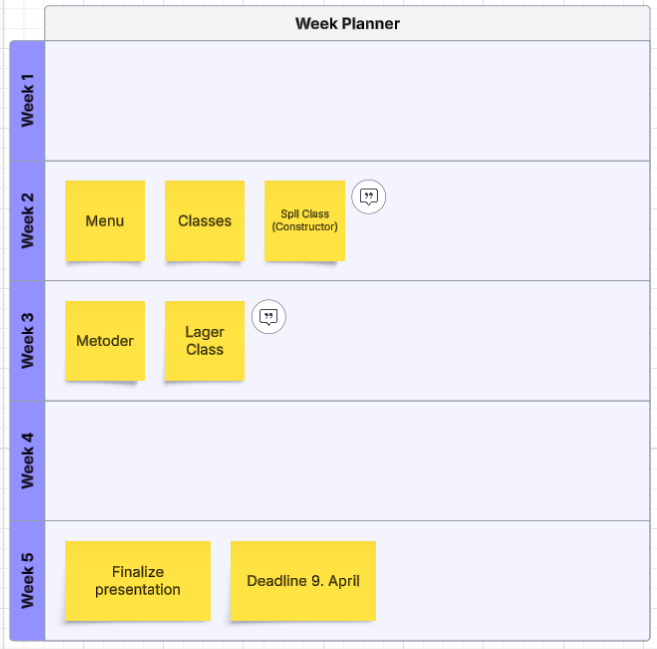 Week Planner
Week 1
Week 2
Menu
Classes
Spil Class
(Constructor)
Week 3
Metoder
Lager
Class
Week 4
Week 5
Finalize
presentation
Deadline 9. April